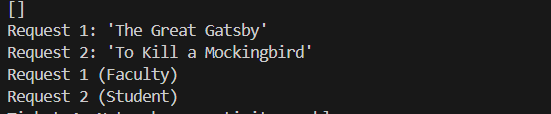 []
Request 1: 'The Great Gatsby'
Request 2: 'To Kill a Mockingbird'
Request 1 (Faculty)
Request 2 (Student)